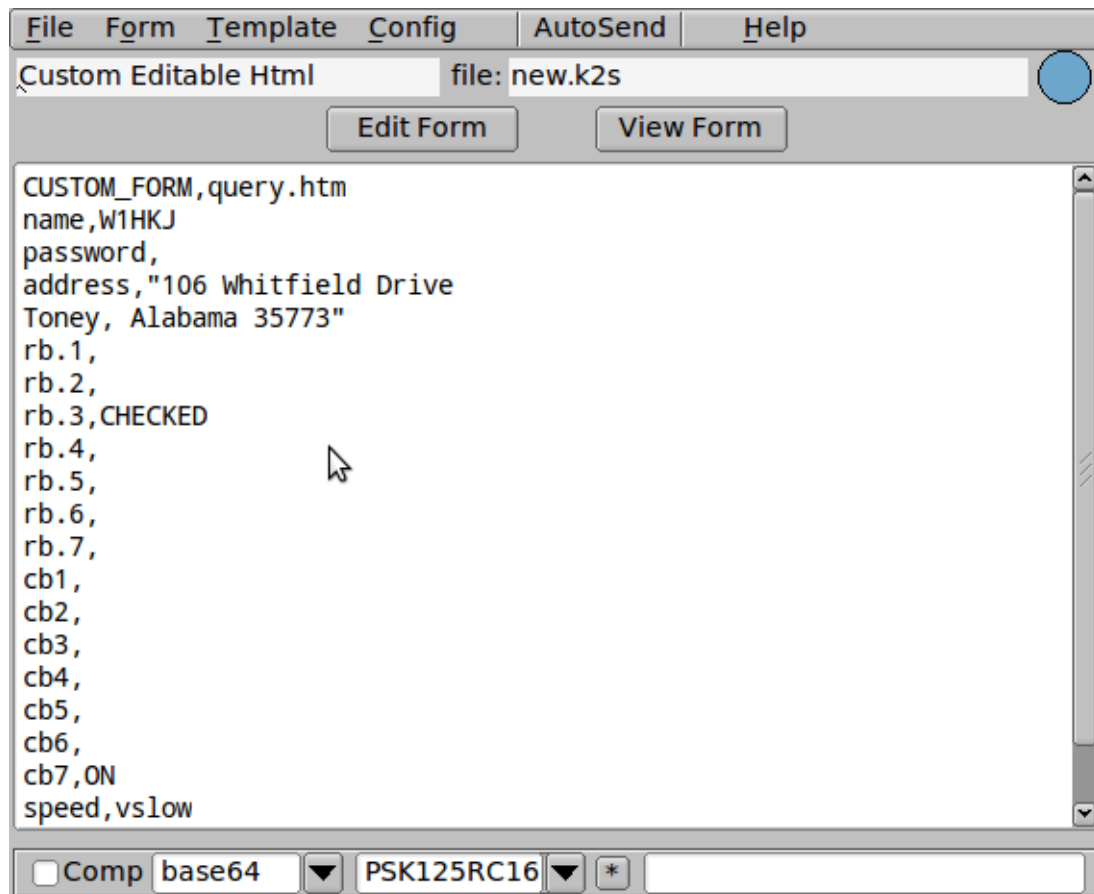 File Form Template Config AutoSend Help
Custom Editable Html file: new.k2s
Edit Form View Form
CUSTOM_FORM,query.htm
name,W1HKJ
password,
address,"106 Whitfield Drive
Toney, Alabama 35773"
rb.1,
rb.2,
rb.3,CHECKED
rb.4,
rb.5,
rb.6,
rb.7,
cb1,
cb2,
cb3,
cb4,
cb5,
cb6,
cb7,ON
speed,vslow
Comp base64 PSK125RC16 *